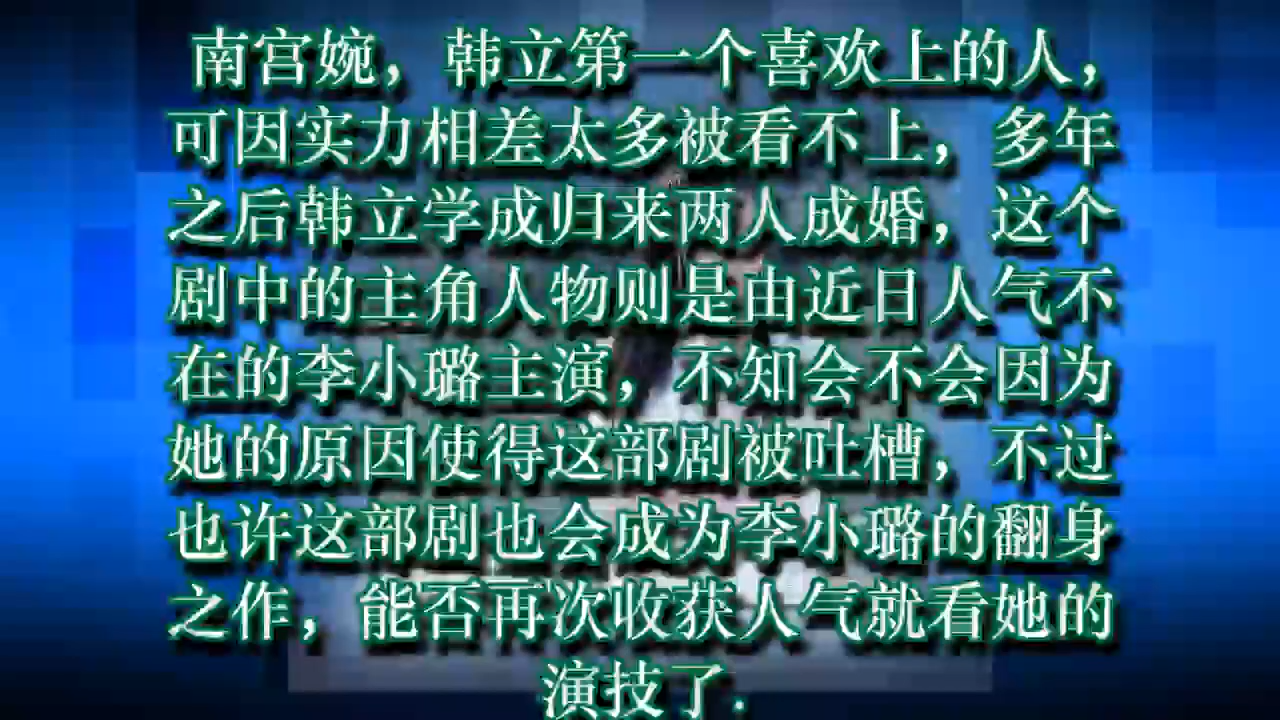 南宫婉，韩立第一个喜欢上的人，
可因实力相差太多被看不上，多年
之后韩立学成归来两人成婚，这个
剧中的主角人物则是由近日人气不
在的李小璐主演，不知会不会因为
她的原因使得这部剧被吐槽，不过
也许这部剧也会成为李小璐的翻身
之作，能否再次收获人气就看她的
演技了.